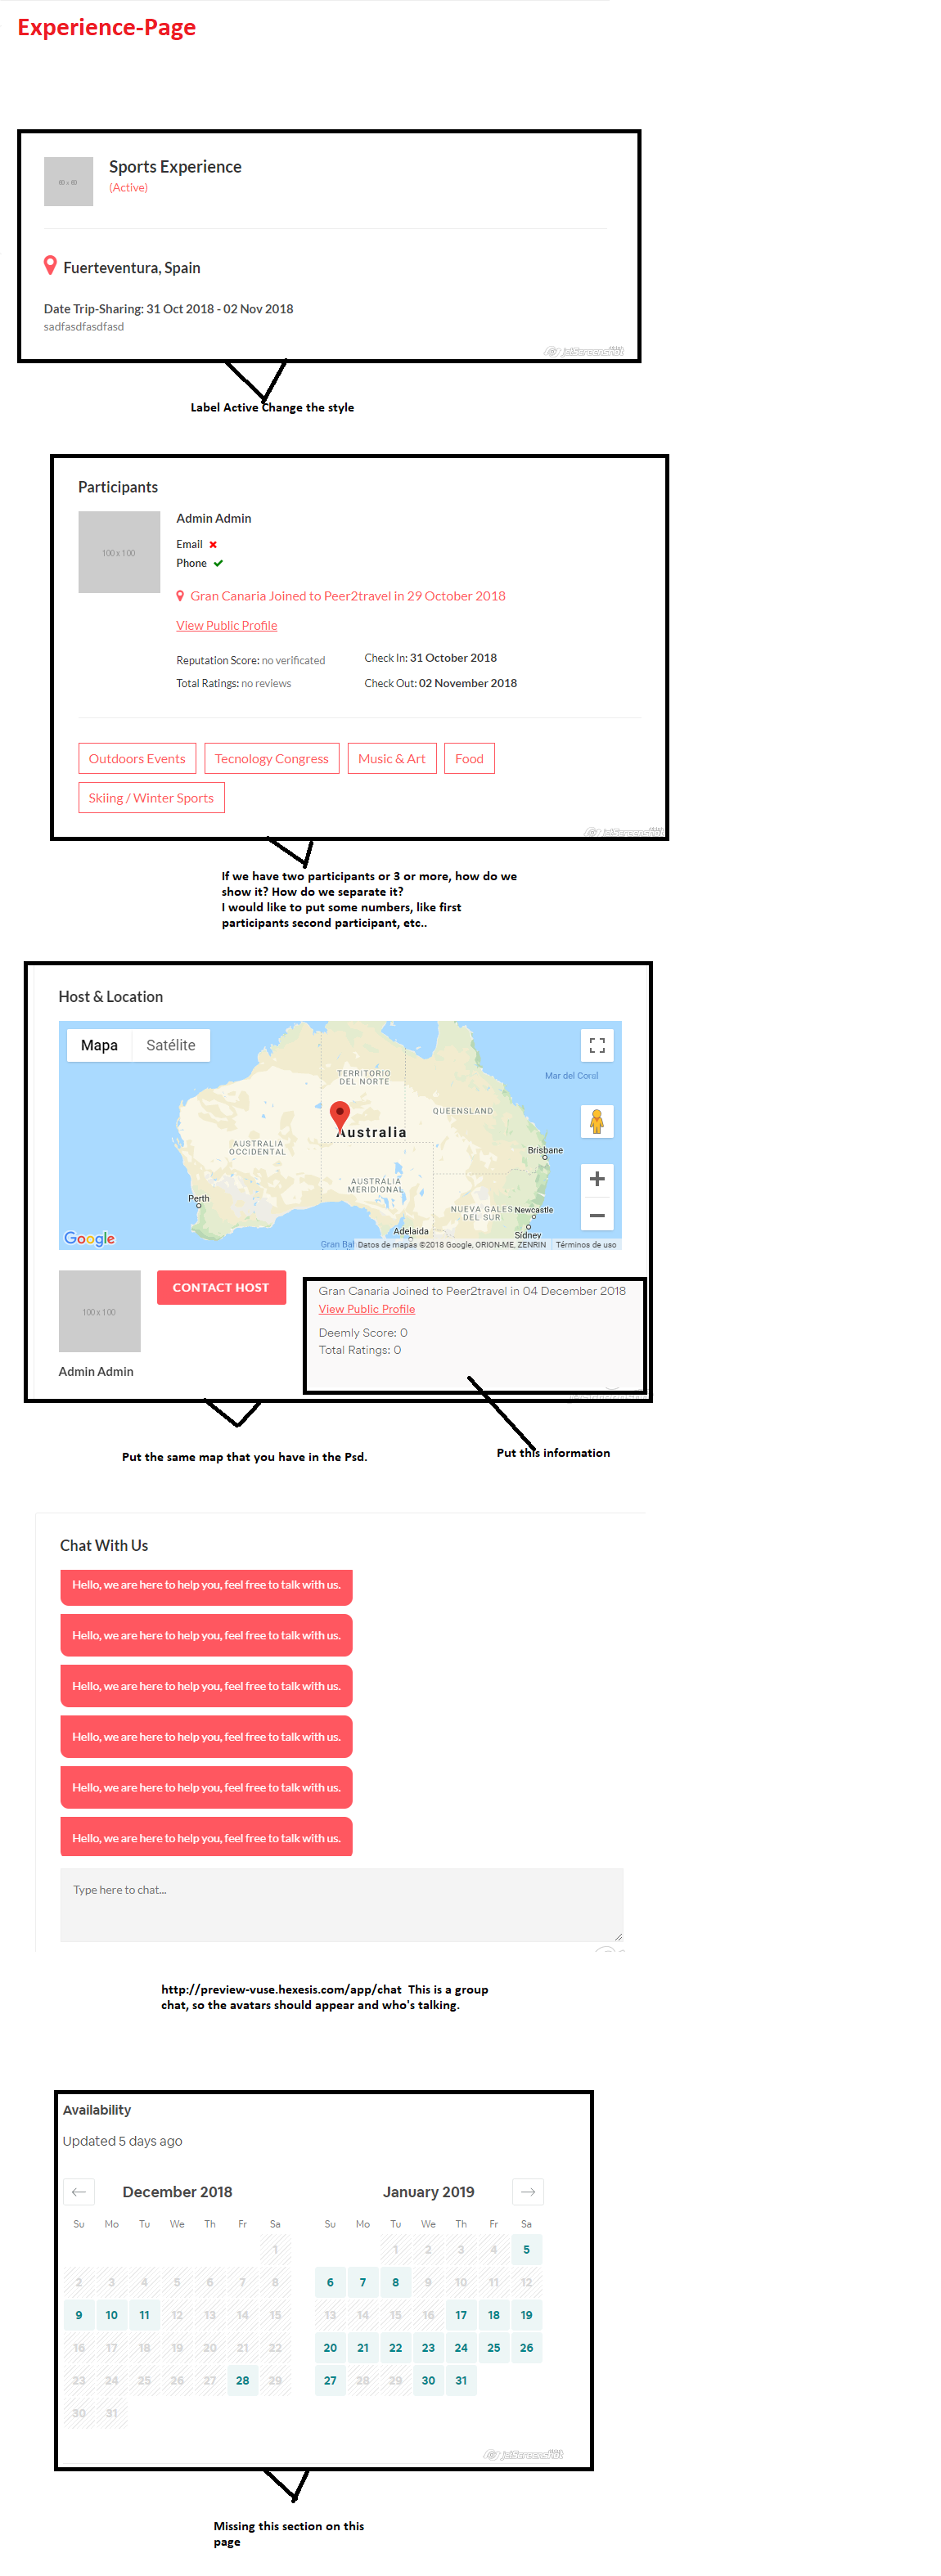 Experience-Page
60 x 60
Sports Experience
(Active)
Fuerteventura, Spain
Date Trip-Sharing: 31 Oct 2018 - 02 Nov 2018
sadfasdfasdfasd
jetScreenshot
Label Active Change the style
Participants
100 x 100
Admin Admin
Email
Phone
Gran Canaria Joined to Peer2travel in 29 October 2018
View Public Profile
Reputation Score: no verificated
Check In: 31 October 2018
Total Ratings: no reviews
Check Out: 02 November 2018
Outdoors Events
Tecnology Congress
Music & Art
Food
Skiing / Winter Sports
jetScreenshot
If we have two participants or 3 or more, how do we
show it? How do we separate it?
I would like to put some numbers, like first
participants second participant, etc..
Host & Location
Mapa
Satélite
TERRITORIO
DEL NORTE
Mar del Coral
QUEENSLAND
Australia
AUSTRALIA
OCCIDENTAL
Brisbane
AUSTRALIA
MERIDIONAL
Perth
NUEVA GALES
DEL SUR
Newcastle
Adelaida
Sídney
Google
Gran Ba
Datos de mapas ©2018 Google, ORION-ME, ZENRIN
Términos de uso
100 x 100
CONTACT HOST
Gran Canaria Joined to Peer2travel in 04 December 2018
View Public Profile
Deemly Score: 0
Total Ratings: 0
Admin Admin
Put the same map that you have in the Psd.
Put this information
Chat With Us
Hello, we are here to help you, feel free to talk with us.
Hello, we are here to help you, feel free to talk with us.
Hello, we are here to help you, feel free to talk with us.
Hello, we are here to help you, feel free to talk with us.
Hello, we are here to help you, feel free to talk with us.
Hello, we are here to help you, feel free to talk with us.
Type here to chat...
http://preview-vuse.hexesis.com/app/chat This is a group
chat, so the avatars should appear and who's talking.
Availability
Updated 5 days ago
December 2018
Su Mo Tu We Th Fr Sa
1
2 3 4 5 6 7 8
9 10 11 12 13 14 15
16 17 18 19 20 21 22
23 24 25 26 27 28 29
30 31
January 2019
Su Mo Tu We Th Fr Sa
1 2 3 4 5
6 7 8 9 10 11 12
13 14 15 16 17 18 19
20 21 22 23 24 25 26
27 28 29 30 31
jetScreenshot
Missing this section on this
page